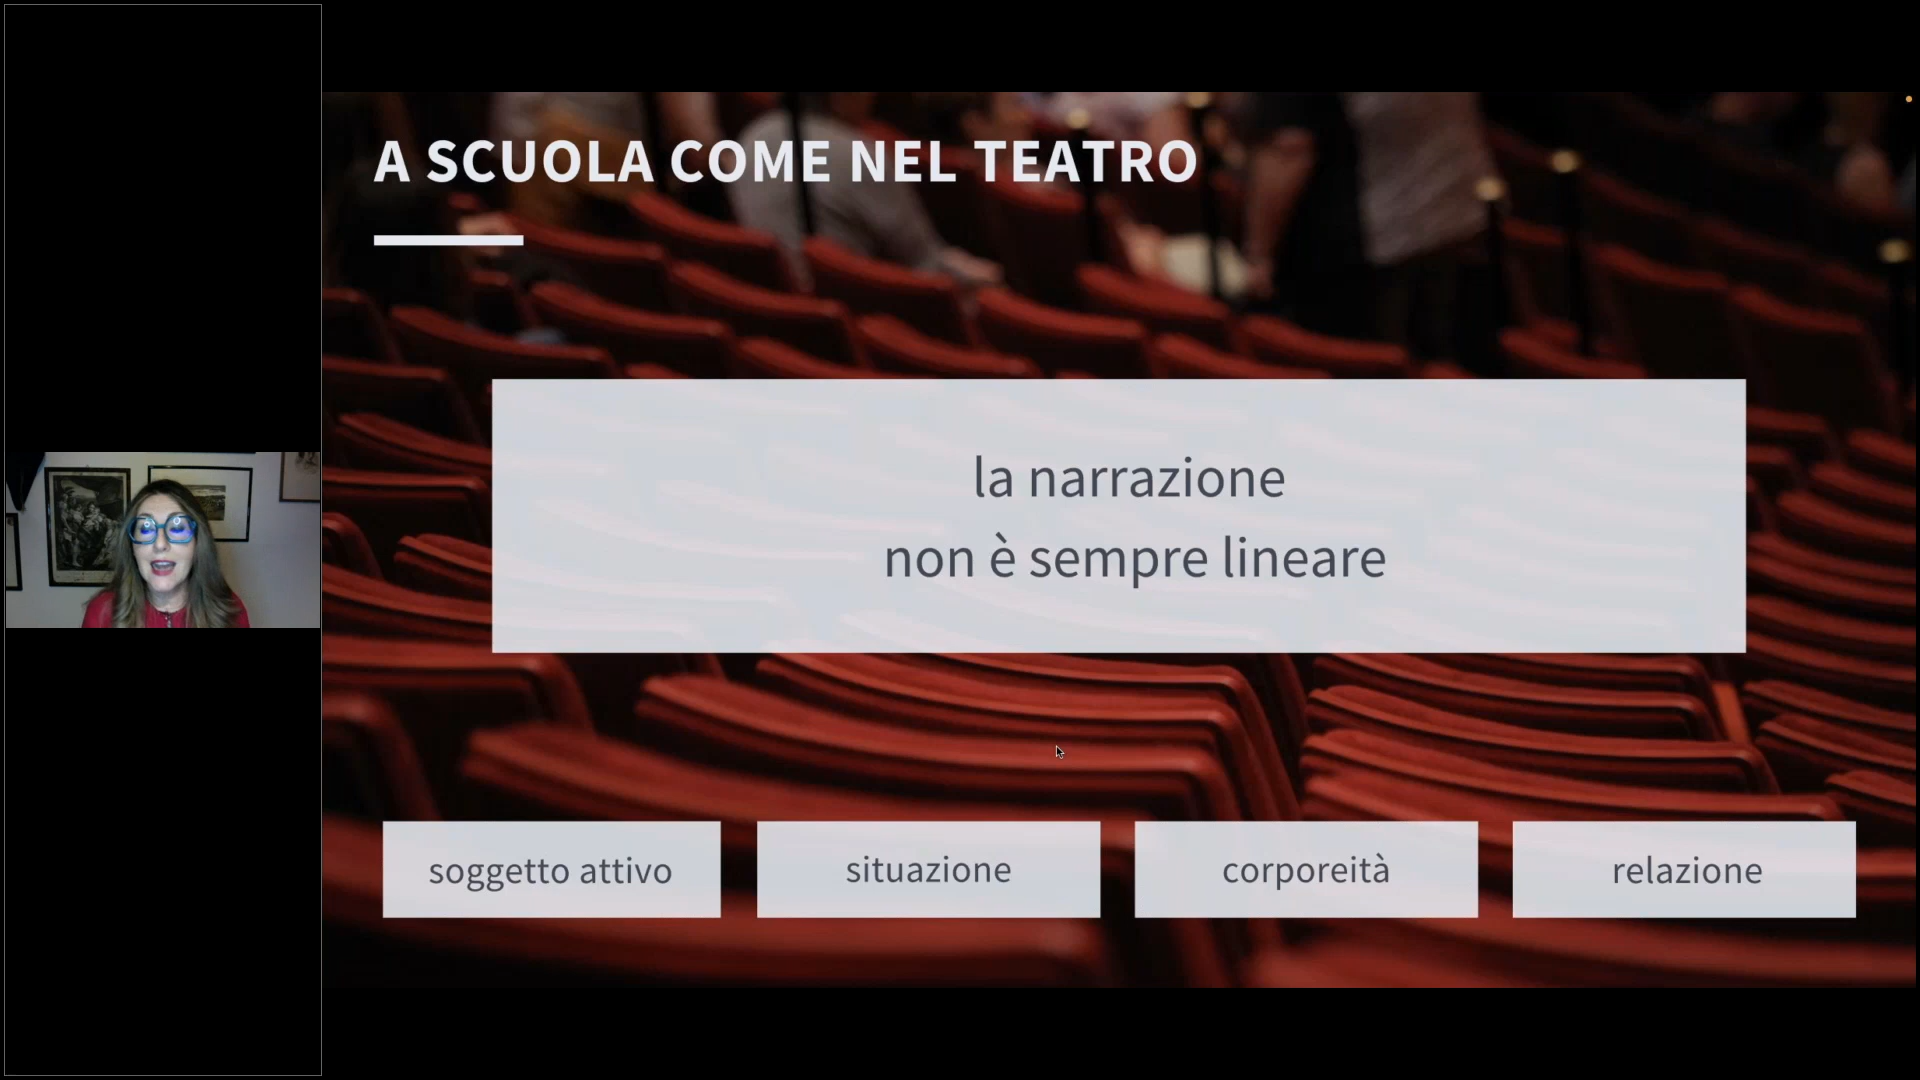 A SCUOLA COME NEL TEATRO
la narrazione
non è sempre lineare
soggetto attivo
situazione
corporeità
relazione